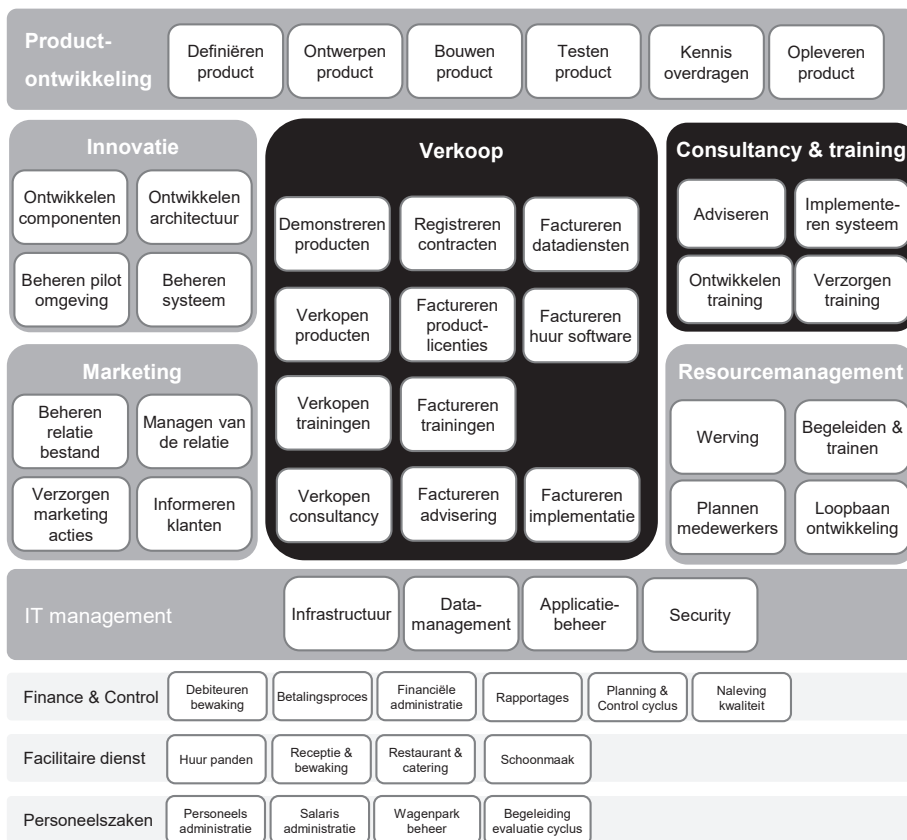 Product-
ontwikkeling
Definiëren
product
Ontwerpen
product
Bouwen
product
Testen
product
Kennis
overdragen
Opleveren
product
Innovatie
Ontwikkelen
componenten
Ontwikkelen
architectuur
Beheren pilot
omgeving
Beheren
systeem
Verkoop
Demonstreren
producten
Registreren
contracten
Factureren
datadiensten
Verkopen
producten
Factureren
product-
licenties
Factureren
huur software
Verkopen
trainingen
Factureren
trainingen
Verkopen
consultancy
Factureren
advisering
Factureren
implementatie
Consultancy & training
Adviseren
Implemente-
ren systeem
Ontwikkelen
training
Verzorgen
training
Marketing
Beheren
relatie
bestand
Managen van
de relatie
Verzorgen
marketing
acties
Informeren
klanten
Resourcemanagement
Werving
Begeleiden &
trainen
Plannen
medewerkers
Loopbaan
ontwikkeling
IT management
Infrastructuur
Data-
management
Applicatie-
beheer
Security
Finance & Control
Debiteuren
bewaking
Betalingsproces
Financiële
administratie
Rapportages
Planning &
Control cyclus
Naleving
kwaliteit
Facilitaire dienst
Huur panden
Receptie &
bewaking
Restaurant &
catering
Schoonmaak
Personeelszaken
Personeels
administratie
Salaris
administratie
Wagenpark
beheer
Begeleiding
evaluatie cyclus